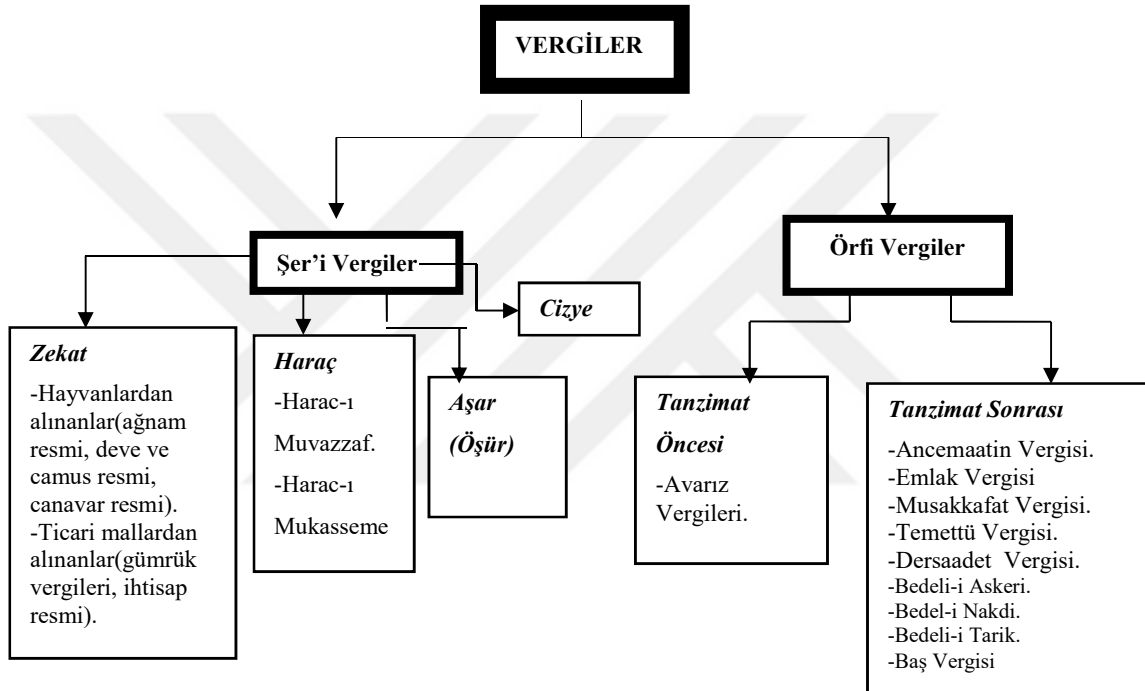 VERGİLER
Şer’i Vergiler
Örfi Vergiler
Cizye
Zekat
-Hayvanlardan
alınanlar(ağnam
resmi, deve ve
camus resmi,
canavar resmi).
-Ticari mallardan
alınanlar(gümrük
vergileri, ihtisap
resmi).
Haraç
-Harac-ı
Muvazzaf.
-Harac-ı
Mukasseme
Aşar
(Öşür)
Tanzimat
Öncesi
-Avarız
Vergileri.
Tanzimat Sonrası
-Ancemaatin Vergisi.
-Emlak Vergisi
-Musakkafat Vergisi.
-Temettü Vergisi.
-Dersaadet  Vergisi.
-Bedeli-i Askeri.
-Bedel-i Nakdi.
-Bedeli-i Tarik.
-Baş Vergisi